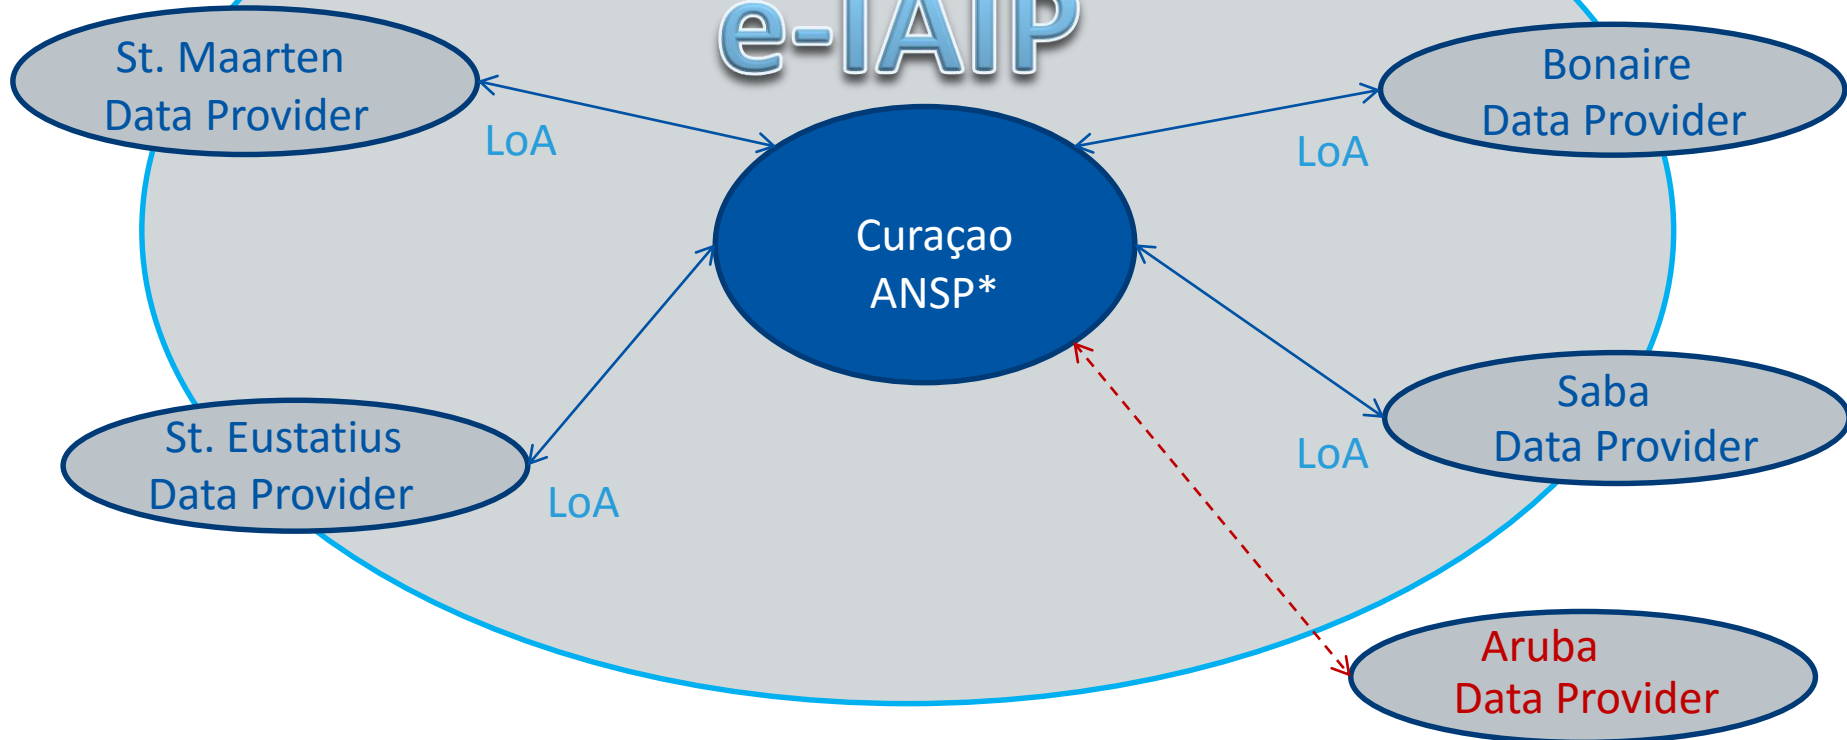 e-IAIP
St. Maarten
Data Provider
LoA
Bonaire
Data Provider
LoA
Curaçao
ANSP*
St. Eustatius
Data Provider
LoA
Saba
Data Provider
LoA
Aruba
Data Provider